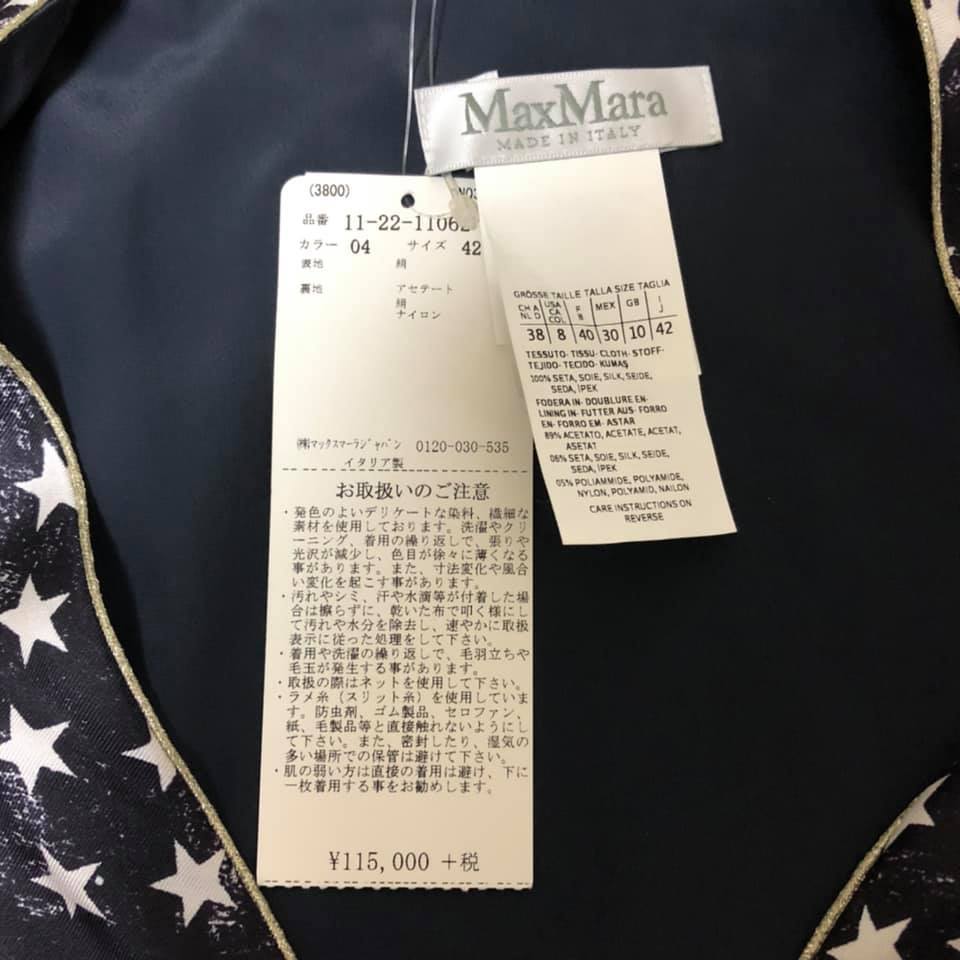 MaxMara
MADE IN ITALY
(3800)
品番 11-22-11062
カラー 04 サイズ 42
表地 絹
裏地 アセテート
絹
ナイロン
㈱マックスマーラジャパン 0120-030-535
イタリア製
お取扱いのご注意
・発色のよいデリケートな染料、繊細な
素材を使用しております。洗濯やクリ
ーニング、着用の繰り返しで、張りや
光沢が減少し、色目が徐々に薄くなる
事があります。また、寸法変化や風合
い変化を起こす事があります。
・汚れやシミ、汗や水滴等が付着した場
合は擦らずに、乾いた布で叩く様にし
て汚れや水分を除去し、速やかに取扱
表示に従った処理をして下さい。
・着用や洗濯の繰り返しで、毛羽立ちや
毛玉が発生する事があります。
・取扱の際はネットを使用して下さい。
・ラメ糸（スリット糸）を使用していま
す。防虫剤、ゴム製品、セロファン、
紙、毛製品等と直接触れないようにし
て下さい。また、密封したり、湿気の
多い場所での保管は避けて下さい。
・肌の弱い方は直接の着用は避け、下に
一枚着用する事をお勧めします。
¥115,000 +税
GRÖSSE TAILLE TALLA SIZE TAGLIA
CH A NL D USA CA COL F B MEX GB I J
38 8 40 30 10 42
TESSUTO- TISSU- CLOTH- STOFF-
TEJIDO- TECIDO- KUMAŞ
100% SETA, SOIE, SILK, SEIDE,
SEDA, İPEK
FODERA IN- DOUBLURE EN-
LINING IN- FUTTER AUS- FORRO
EN- FORRO EM- ASTAR
89% ACETATO, ACETATE, ACETAT,
ASETAT
06% SETA, SOIE, SILK, SEIDE,
SEDA, İPEK
05% POLIAMMIDE, POLYAMIDE,
NYLON, POLYAMID, NAILON
CARE INSTRUCTIONS ON
REVERSE